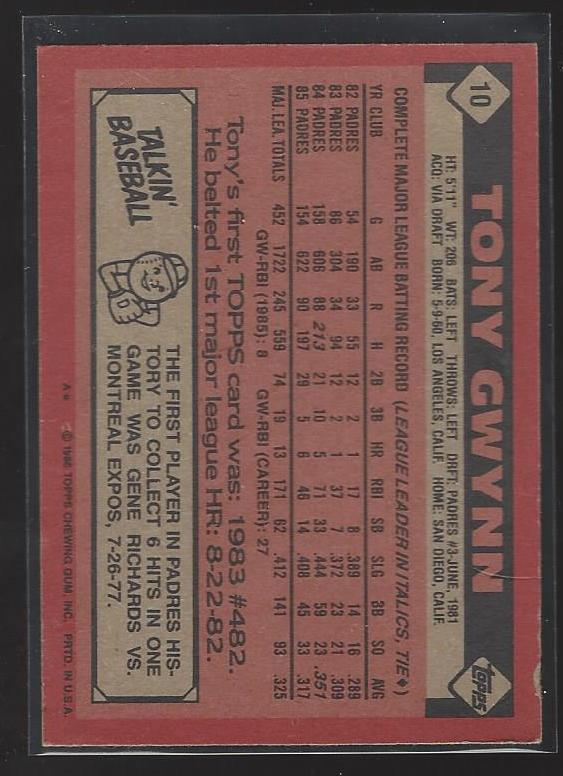 10
TONY GWYNN
topps
HT: 5'11" WT: 206 BATS: LEFT THROWS: LEFT DRFT: PADRES #3-JUNE, 1981
ACQ: VIA DRAFT BORN: 5-9-60, LOS ANGELES, CALIF. HOME: SAN DIEGO, CALIF.
COMPLETE MAJOR LEAGUE BATTING RECORD (LEAGUE LEADER IN ITALICS, TIE♦)
YR CLUB G AB R H 2B 3B HR RBI SB SLG BB SO AVG
82 PADRES 54 190 33 55 12 2 1 17 8 .389 14 16 .289
83 PADRES 86 304 34 94 12 2 1 37 7 .372 23 21 .309
84 PADRES 158 606 88 213 21 10 5 71 33 .444 59 23 .351
85 PADRES 154 622 90 197 29 5 6 46 14 .408 45 33 .317
MAJ. LEA. TOTALS 452 1722 245 559 74 19 13 171 62 .412 141 93 .325
GW-RBI (1985): 8 GW-RBI (CAREER): 27
Tony's first TOPPS card was: 1983 #482.
He belted 1st major league HR: 8-22-82.
TALKIN'
BASEBALL
THE FIRST PLAYER IN PADRES HIS-
TORY TO COLLECT 6 HITS IN ONE
GAME WAS GENE RICHARDS VS.
MONTREAL EXPOS, 7-26-77.
A* © 1986 TOPPS CHEWING GUM, INC. PRTD. IN U.S.A.